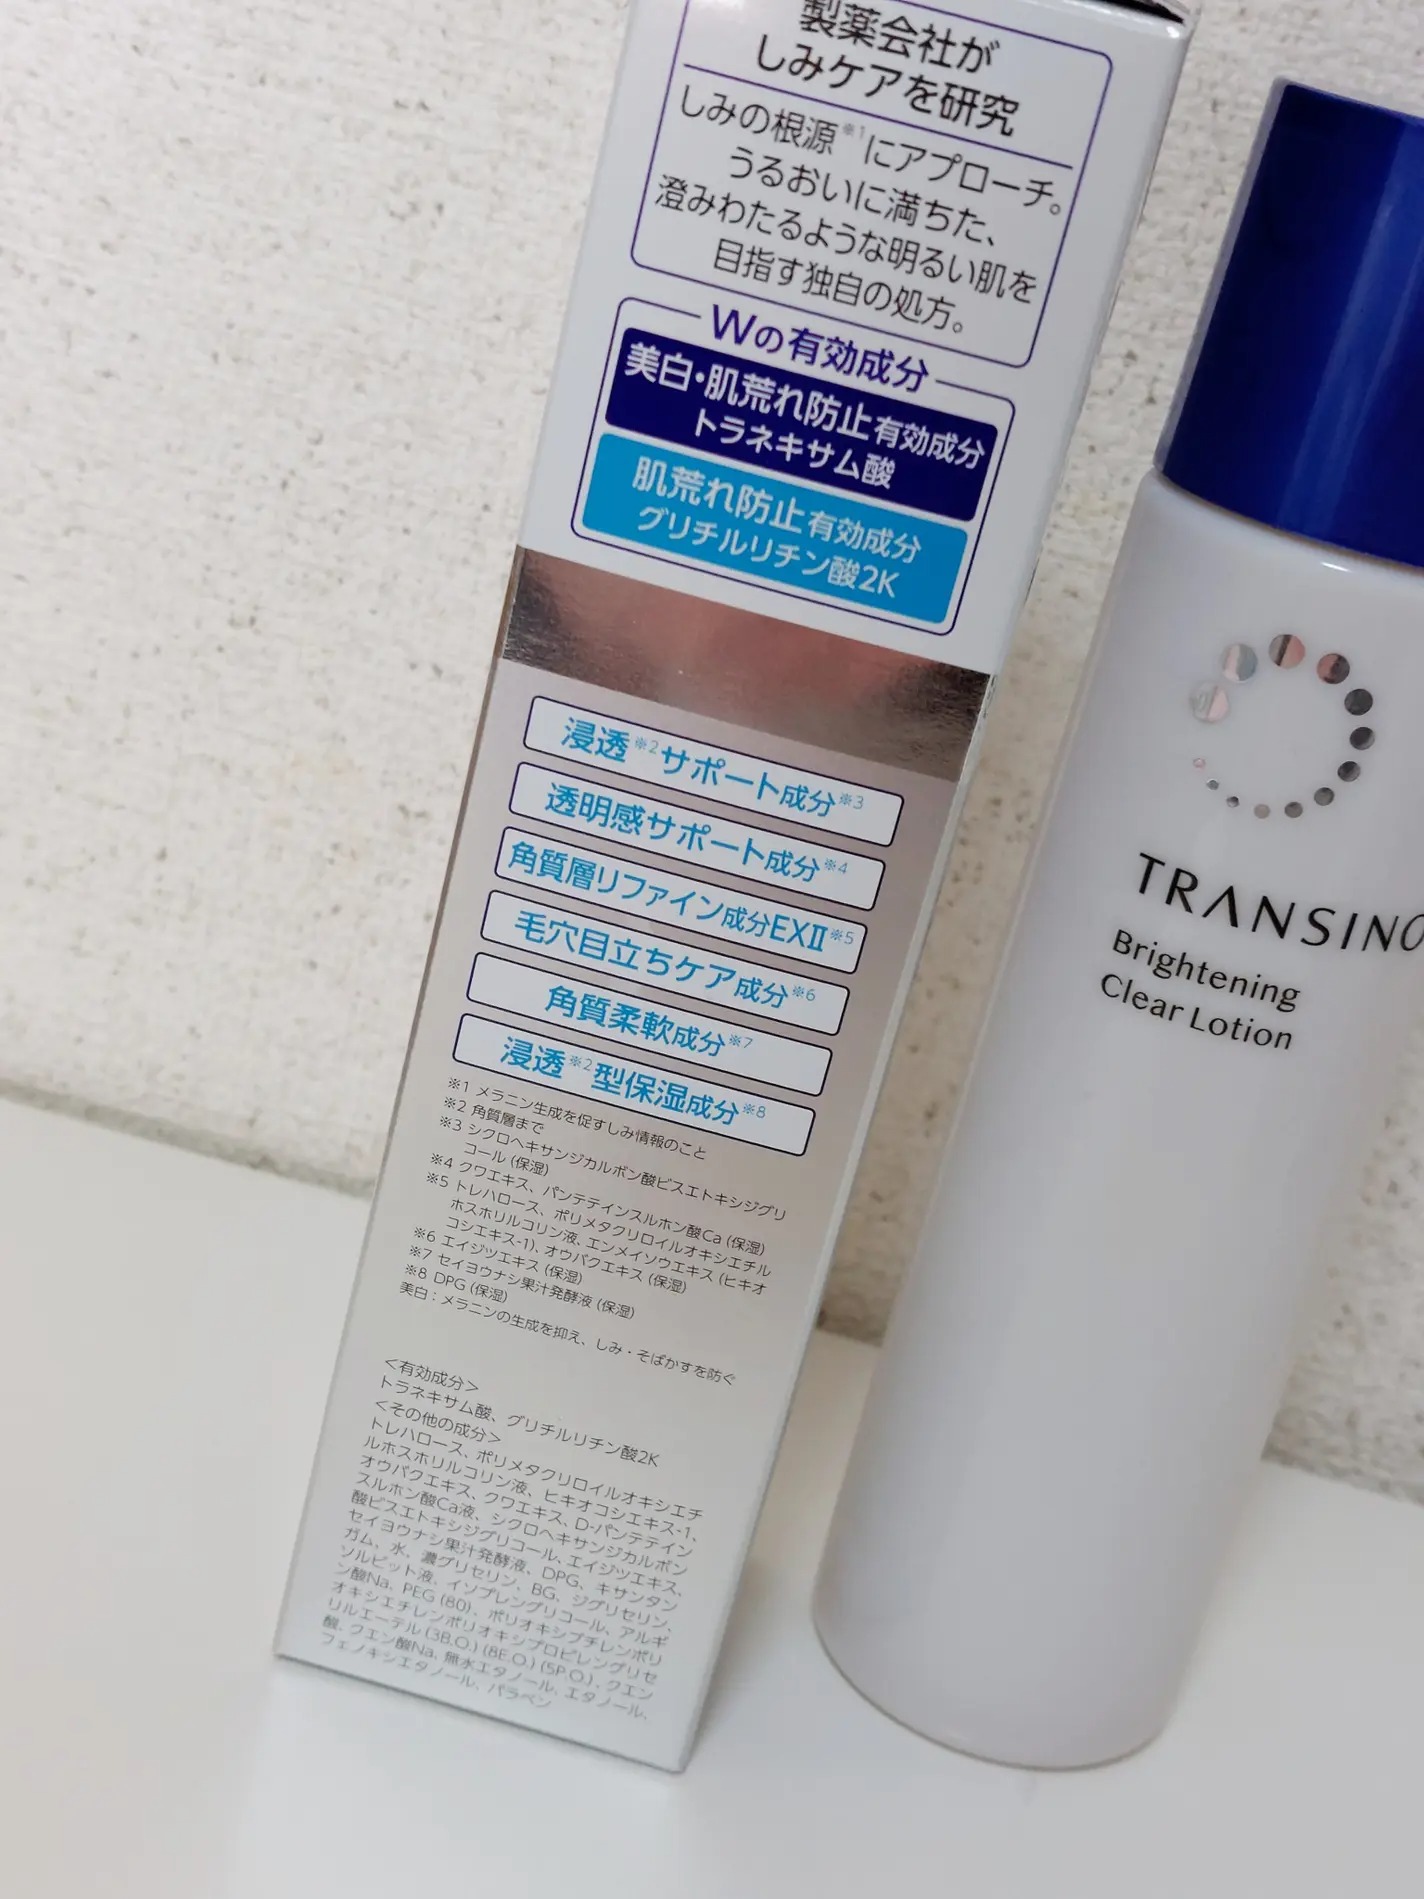 製薬会社が
しみケアを研究
しみの根源※1にアプローチ。
うるおいに満ちた、
澄みわたるような明るい肌を
目指す独自の処方。
Wの有効成分
美白・肌荒れ防止有効成分
トラネキサム酸
肌荒れ防止有効成分
グリチルリチン酸2K
浸透※2サポート成分※3
透明感サポート成分※4
角質層リファイン成分EXⅡ※5
毛穴目立ちケア成分※6
角質柔軟成分※7
浸透※2型保湿成分※8
※1 メラニン生成を促すしみ情報のこと
※2 角質層まで
※3 シクロヘキサンジカルボン酸ビスエトキシジグリ
コール (保湿)
※4 クワエキス、パンテテインスルホン酸Ca (保湿)
※5 トレハロース、ポリメタクリロイルオキシエチル
ホスホリルコリン液、エンメイソウエキス (ヒキオ
コシエキス-1)、オウバクエキス (保湿)
※6 エイジツエキス (保湿)
※7 セイヨウナシ果汁発酵液 (保湿)
※8 DPG (保湿)
美白：メラニンの生成を抑え、しみ・そばかすを防ぐ
＜有効成分＞
トラネキサム酸、グリチルリチン酸2K
＜その他の成分＞
トレハロース、ポリメタクリロイルオキシエチ
ルホスホリルコリン液、ヒキオコシエキス-1、
オウバクエキス、クワエキス、D-パンテテイン
スルホン酸Ca液、シクロヘキサンジカルボン
酸ビスエトキシジグリコール、エイジツエキス、
セイヨウナシ果汁発酵液、DPG、キサンタン
ガム、水、濃グリセリン、BG、ジグリセリン、
ソルビット液、イソプレングリコール、アルギ
ン酸Na、PEG (80)、ポリオキシブチレンポリ
オキシエチレンポリオキシプロピレングリセ
リルエーテル (3B.O.) (8E.O.) (5P.O.)、クエン
酸、クエン酸Na、無水エタノール、エタノール、
フェノキシエタノール、パラベン
TRANSINO
Brightening
Clear Lotion